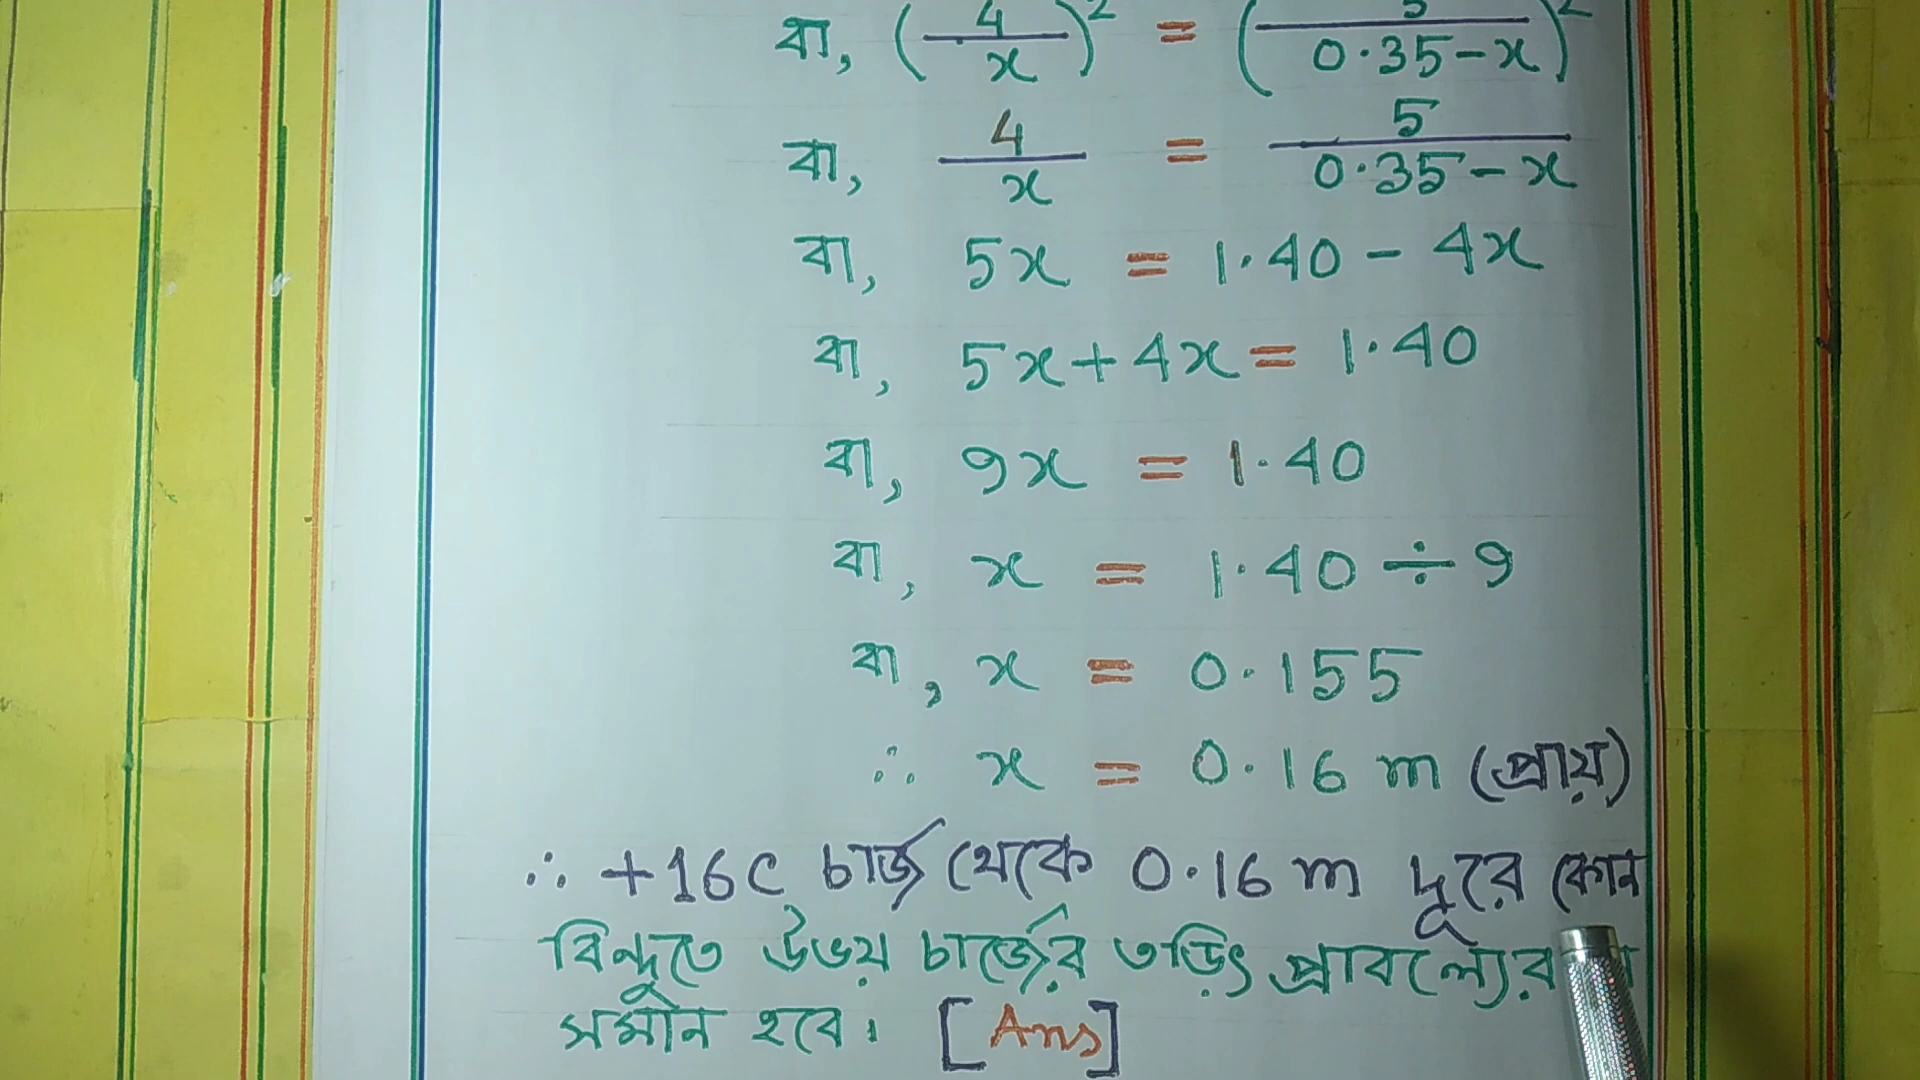 বা, (4/x)² = (5/0.35-x)²
বা, 4/x = 5/0.35-x
বা, 5x = 1.40 - 4x
বা, 5x+4x = 1.40
বা, 9x = 1.40
বা, x = 1.40 ÷ 9
বা, x = 0.155
∴ x = 0.16 m (প্রায়)
∴ +16C চার্জ থেকে 0.16 m দূরে কোন
বিন্দুতে উভয় চার্জের তড়িৎ প্রাবল্যের
সমান হবে। [Ans]